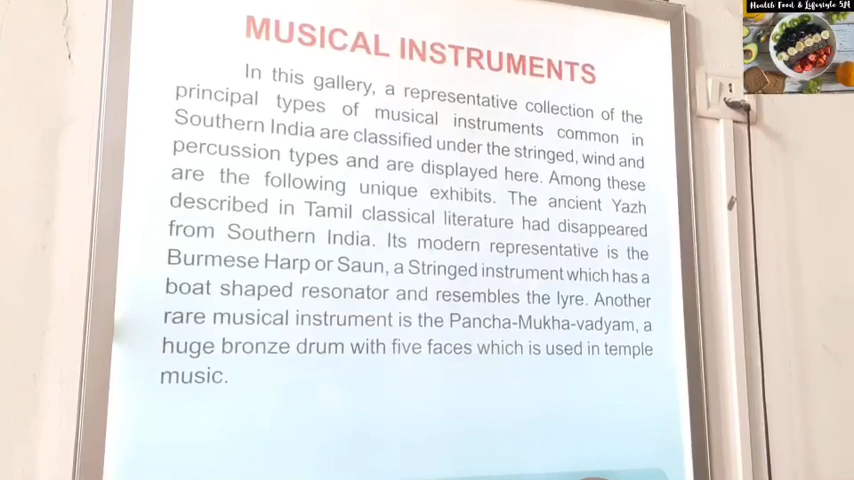 Health Food & Lifestyle SM
MUSICAL INSTRUMENTS
In this gallery, a representative collection of the
principal types of musical instruments common in
Southern India are classified under the stringed, wind and
percussion types and are displayed here. Among these
are the following unique exhibits. The ancient Yazh
described in Tamil classical literature had disappeared
from Southern India. Its modern representative is the
Burmese Harp or Saun, a Stringed instrument which has a
boat shaped resonator and resembles the lyre. Another
rare musical instrument is the Pancha-Mukha-vadyam, a
huge bronze drum with five faces which is used in temple
music.